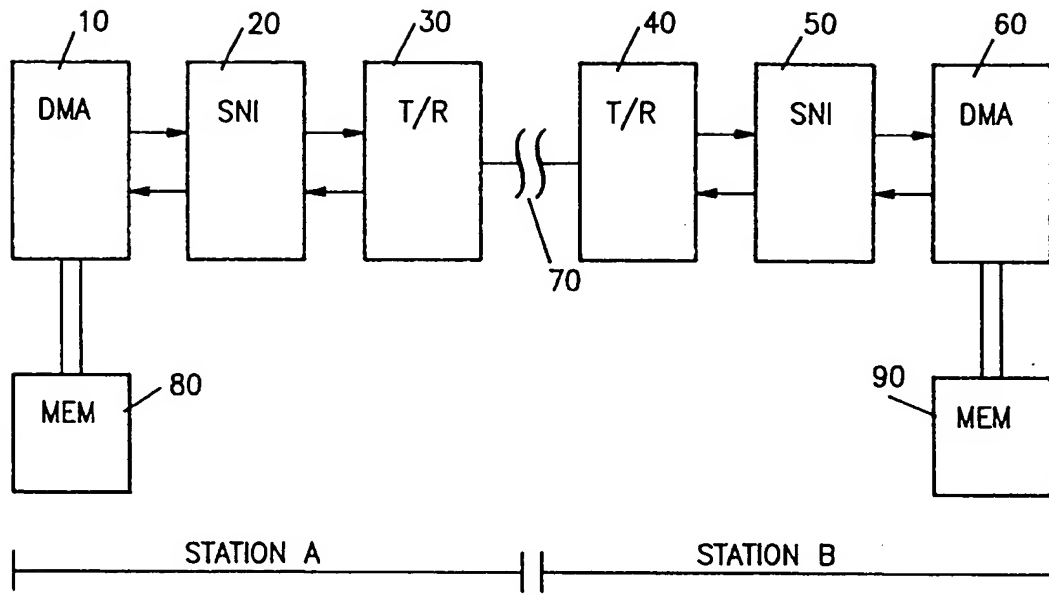 10 20 30 40 50 60
DMA SNI T/R T/R SNI DMA
70
MEM 80 90 MEM
STATION A STATION B